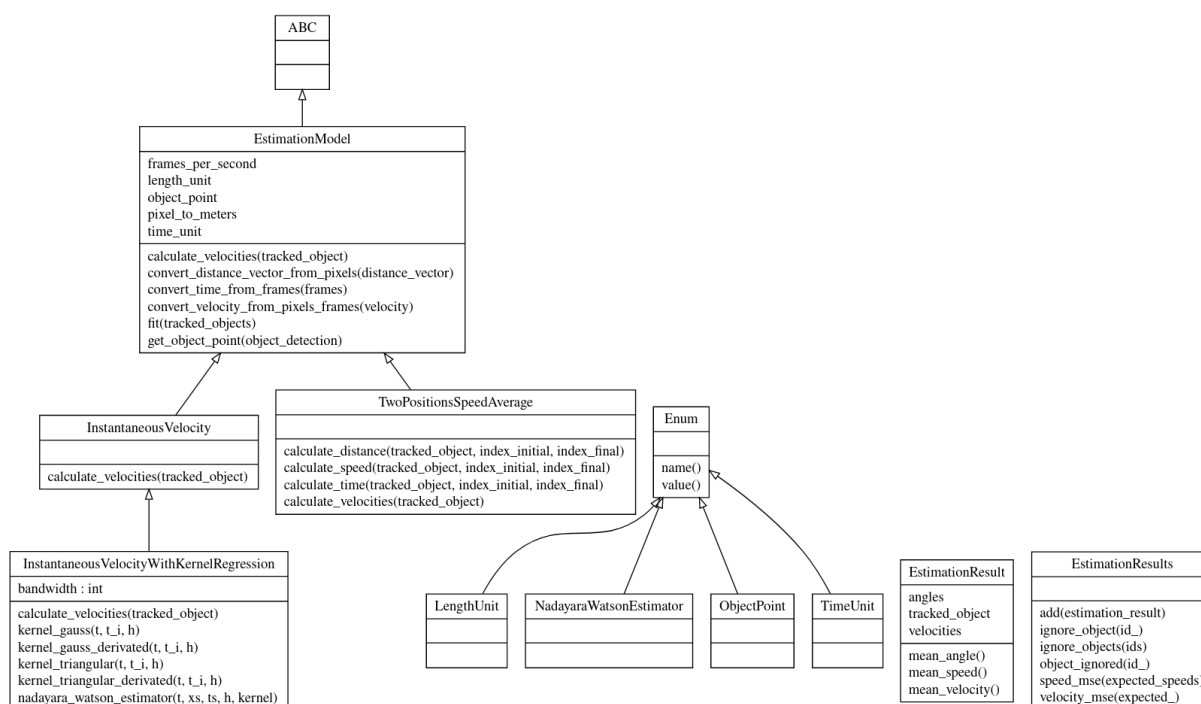 ABC
EstimationModel
frames_per_second
length_unit
object_point
pixel_to_meters
time_unit
calculate_velocities(tracked_object)
convert_distance_vector_from_pixels(distance_vector)
convert_time_from_frames(frames)
convert_velocity_from_pixels_frames(velocity)
fit(tracked_objects)
get_object_point(object_detection)
InstantaneousVelocity
calculate_velocities(tracked_object)
TwoPositionsSpeedAverage
calculate_distance(tracked_object, index_initial, index_final)
calculate_speed(tracked_object, index_initial, index_final)
calculate_time(tracked_object, index_initial, index_final)
calculate_velocities(tracked_object)
Enum
name()
value()
InstantaneousVelocityWithKernelRegression
bandwidth : int
calculate_velocities(tracked_object)
kernel_gauss(t, t_i, h)
kernel_gauss_derivated(t, t_i, h)
kernel_triangular(t, t_i, h)
kernel_triangular_derivated(t, t_i, h)
nadayara_watson_estimator(t, xs, ts, h, kernel)
LengthUnit
NadayaraWatsonEstimator
ObjectPoint
TimeUnit
EstimationResult
angles
tracked_object
velocities
mean_angle()
mean_speed()
mean_velocity()
EstimationResults
add(estimation_result)
ignore_object(id_)
ignore_objects(ids)
object_ignored(id_)
speed_mse(expected_speeds)
velocity_mse(expected_)